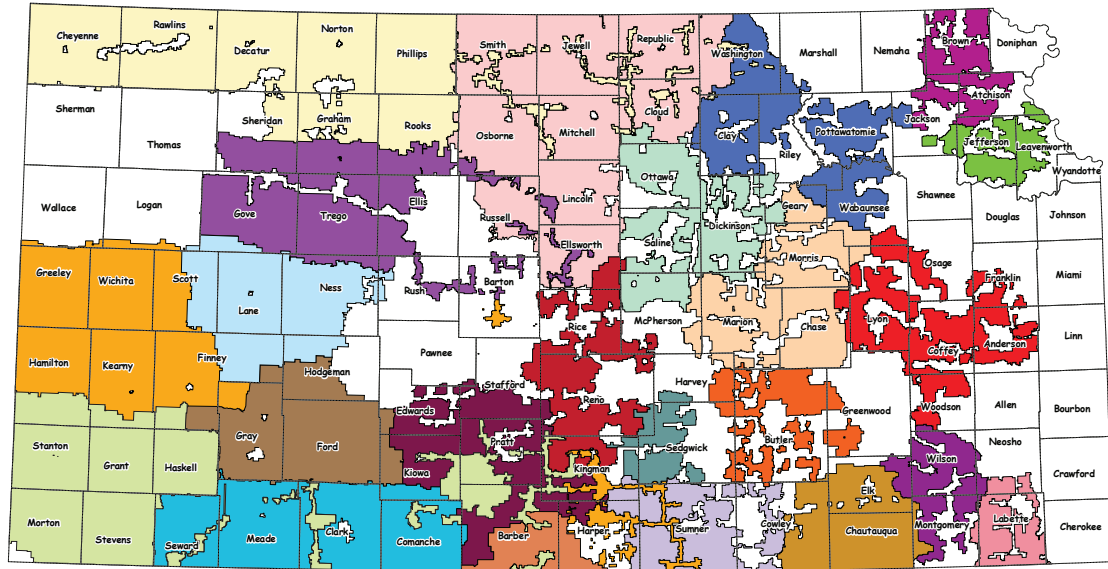 Cheyenne
Rawlins
Decatur
Norton
Phillips
Smith
Jewell
Republic
Washington
Marshall
Nemaha
Brown
Doniphan
Sherman
Thomas
Sheridan
Graham
Rooks
Osborne
Mitchell
Cloud
Clay
Riley
Pottawatomie
Jackson
Atchison
Jefferson
Leavenworth
Wyandotte
Wallace
Logan
Gove
Trego
Ellis
Russell
Lincoln
Ottawa
Saline
Dickinson
Geary
Wabaunsee
Shawnee
Douglas
Johnson
Greeley
Wichita
Scott
Lane
Ness
Rush
Barton
Ellsworth
Rice
McPherson
Marion
Morris
Chase
Lyon
Osage
Franklin
Miami
Hamilton
Kearny
Finney
Hodgeman
Pawnee
Stafford
Reno
Harvey
Butler
Greenwood
Coffey
Anderson
Linn
Stanton
Grant
Haskell
Gray
Ford
Edwards
Kiowa
Pratt
Kingman
Sedgwick
Woodson
Allen
Bourbon
Wilson
Neosho
Crawford
Morton
Stevens
Seward
Meade
Clark
Comanche
Barber
Harper
Sumner
Cowley
Elk
Chautauqua
Montgomery
Labette
Cherokee